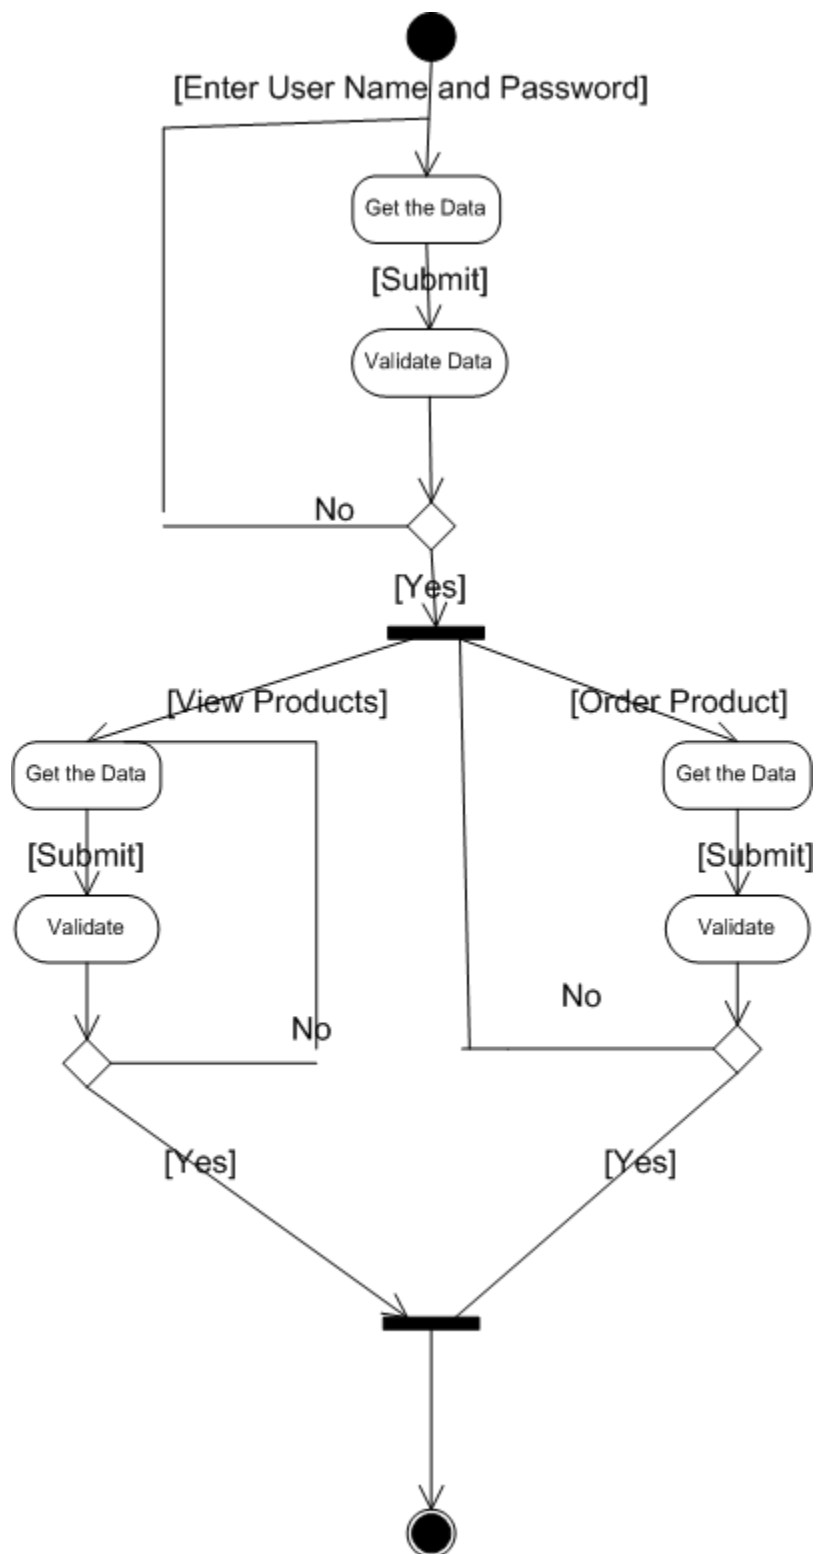 [Enter User Name and Password]
Get the Data
[Submit]
Validate Data
No
[Yes]
[View Products]
[Order Product]
Get the Data
Get the Data
[Submit]
[Submit]
Validate
Validate
No
No
[Yes]
[Yes]